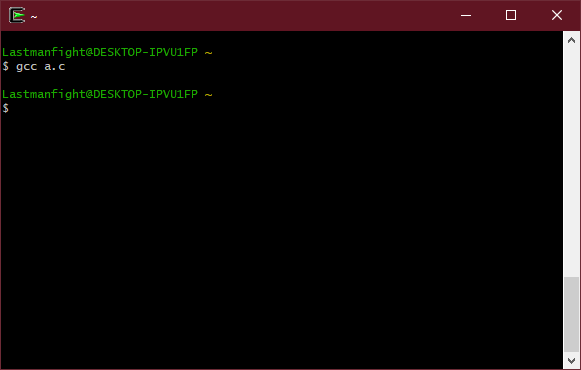 ~
Lastmanfight@DESKTOP-IPVU1FP ~
$ gcc a.c
Lastmanfight@DESKTOP-IPVU1FP ~
$